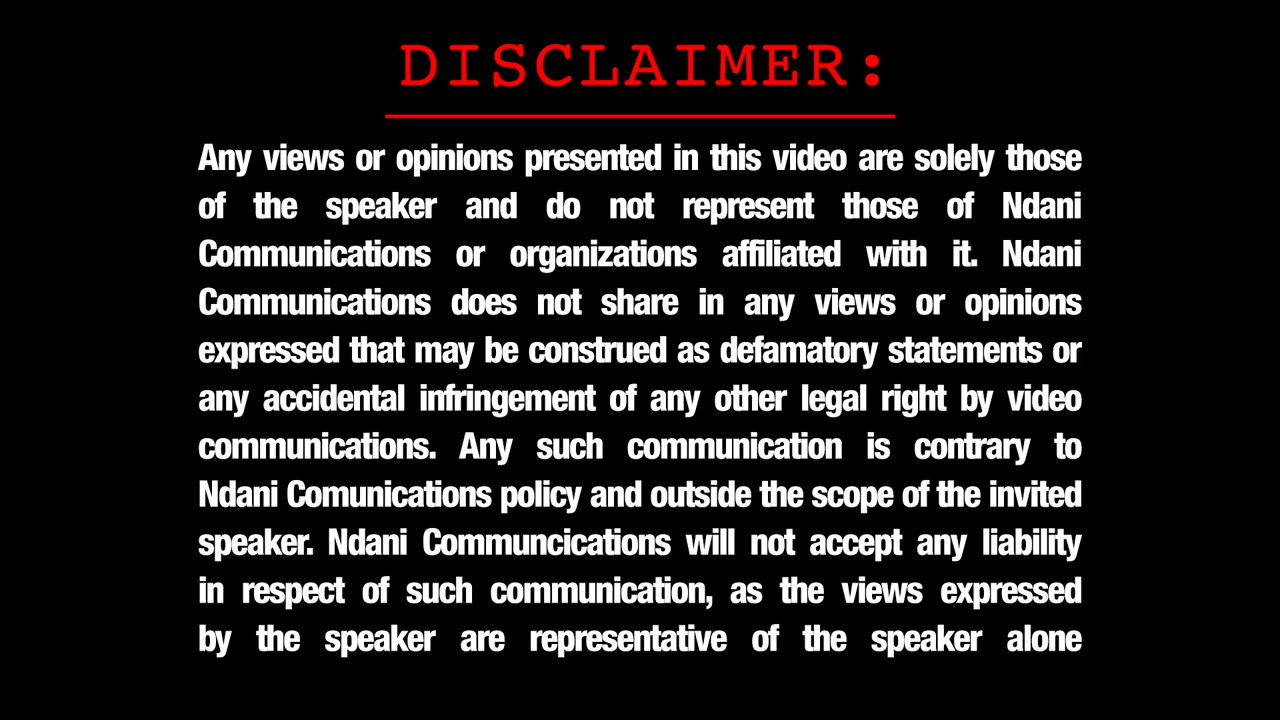 DISCLAIMER:
Any views or opinions presented in this video are solely those
of the speaker and do not represent those of Ndani
Communications or organizations affiliated with it. Ndani
Communications does not share in any views or opinions
expressed that may be construed as defamatory statements or
any accidental infringement of any other legal right by video
communications. Any such communication is contrary to
Ndani Comunications policy and outside the scope of the invited
speaker. Ndani Communcications will not accept any liability
in respect of such communication, as the views expressed
by the speaker are representative of the speaker alone